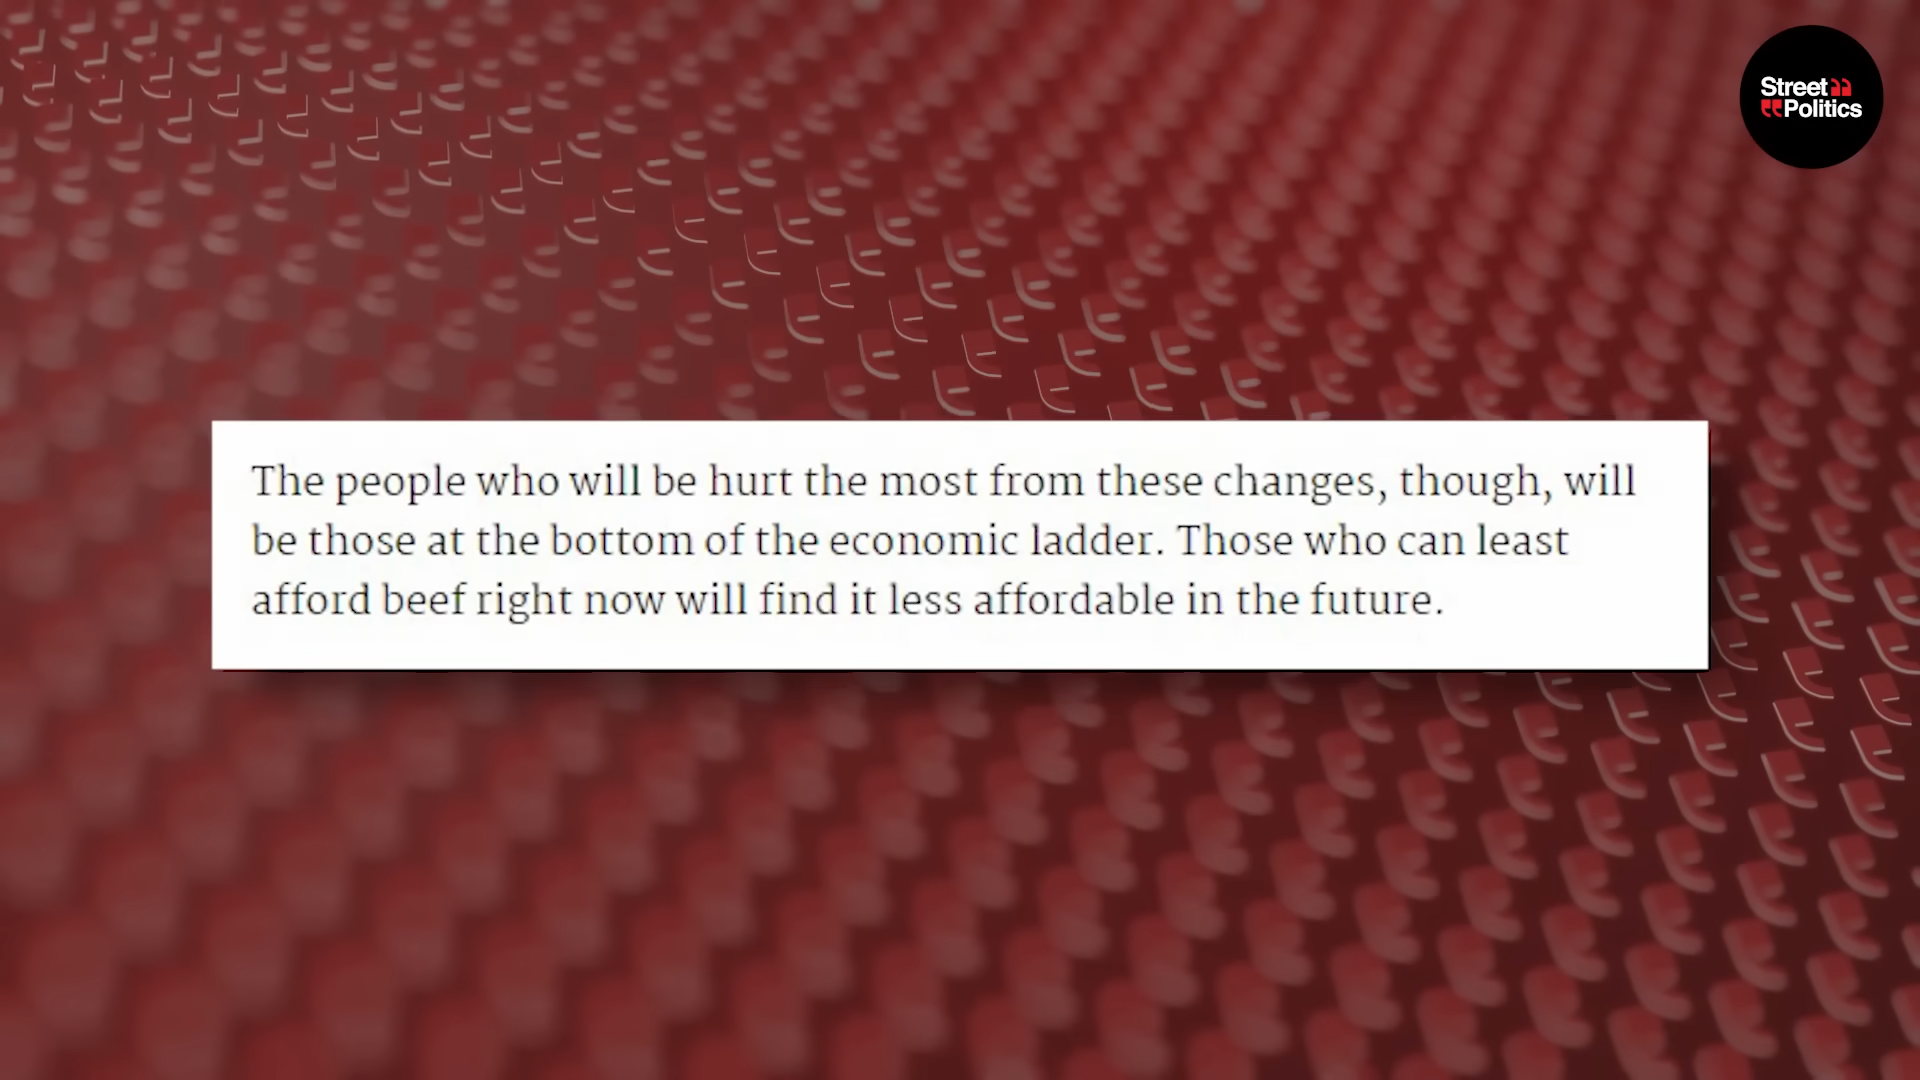 Street
Politics
The people who will be hurt the most from these changes, though, will
be those at the bottom of the economic ladder. Those who can least
afford beef right now will find it less affordable in the future.